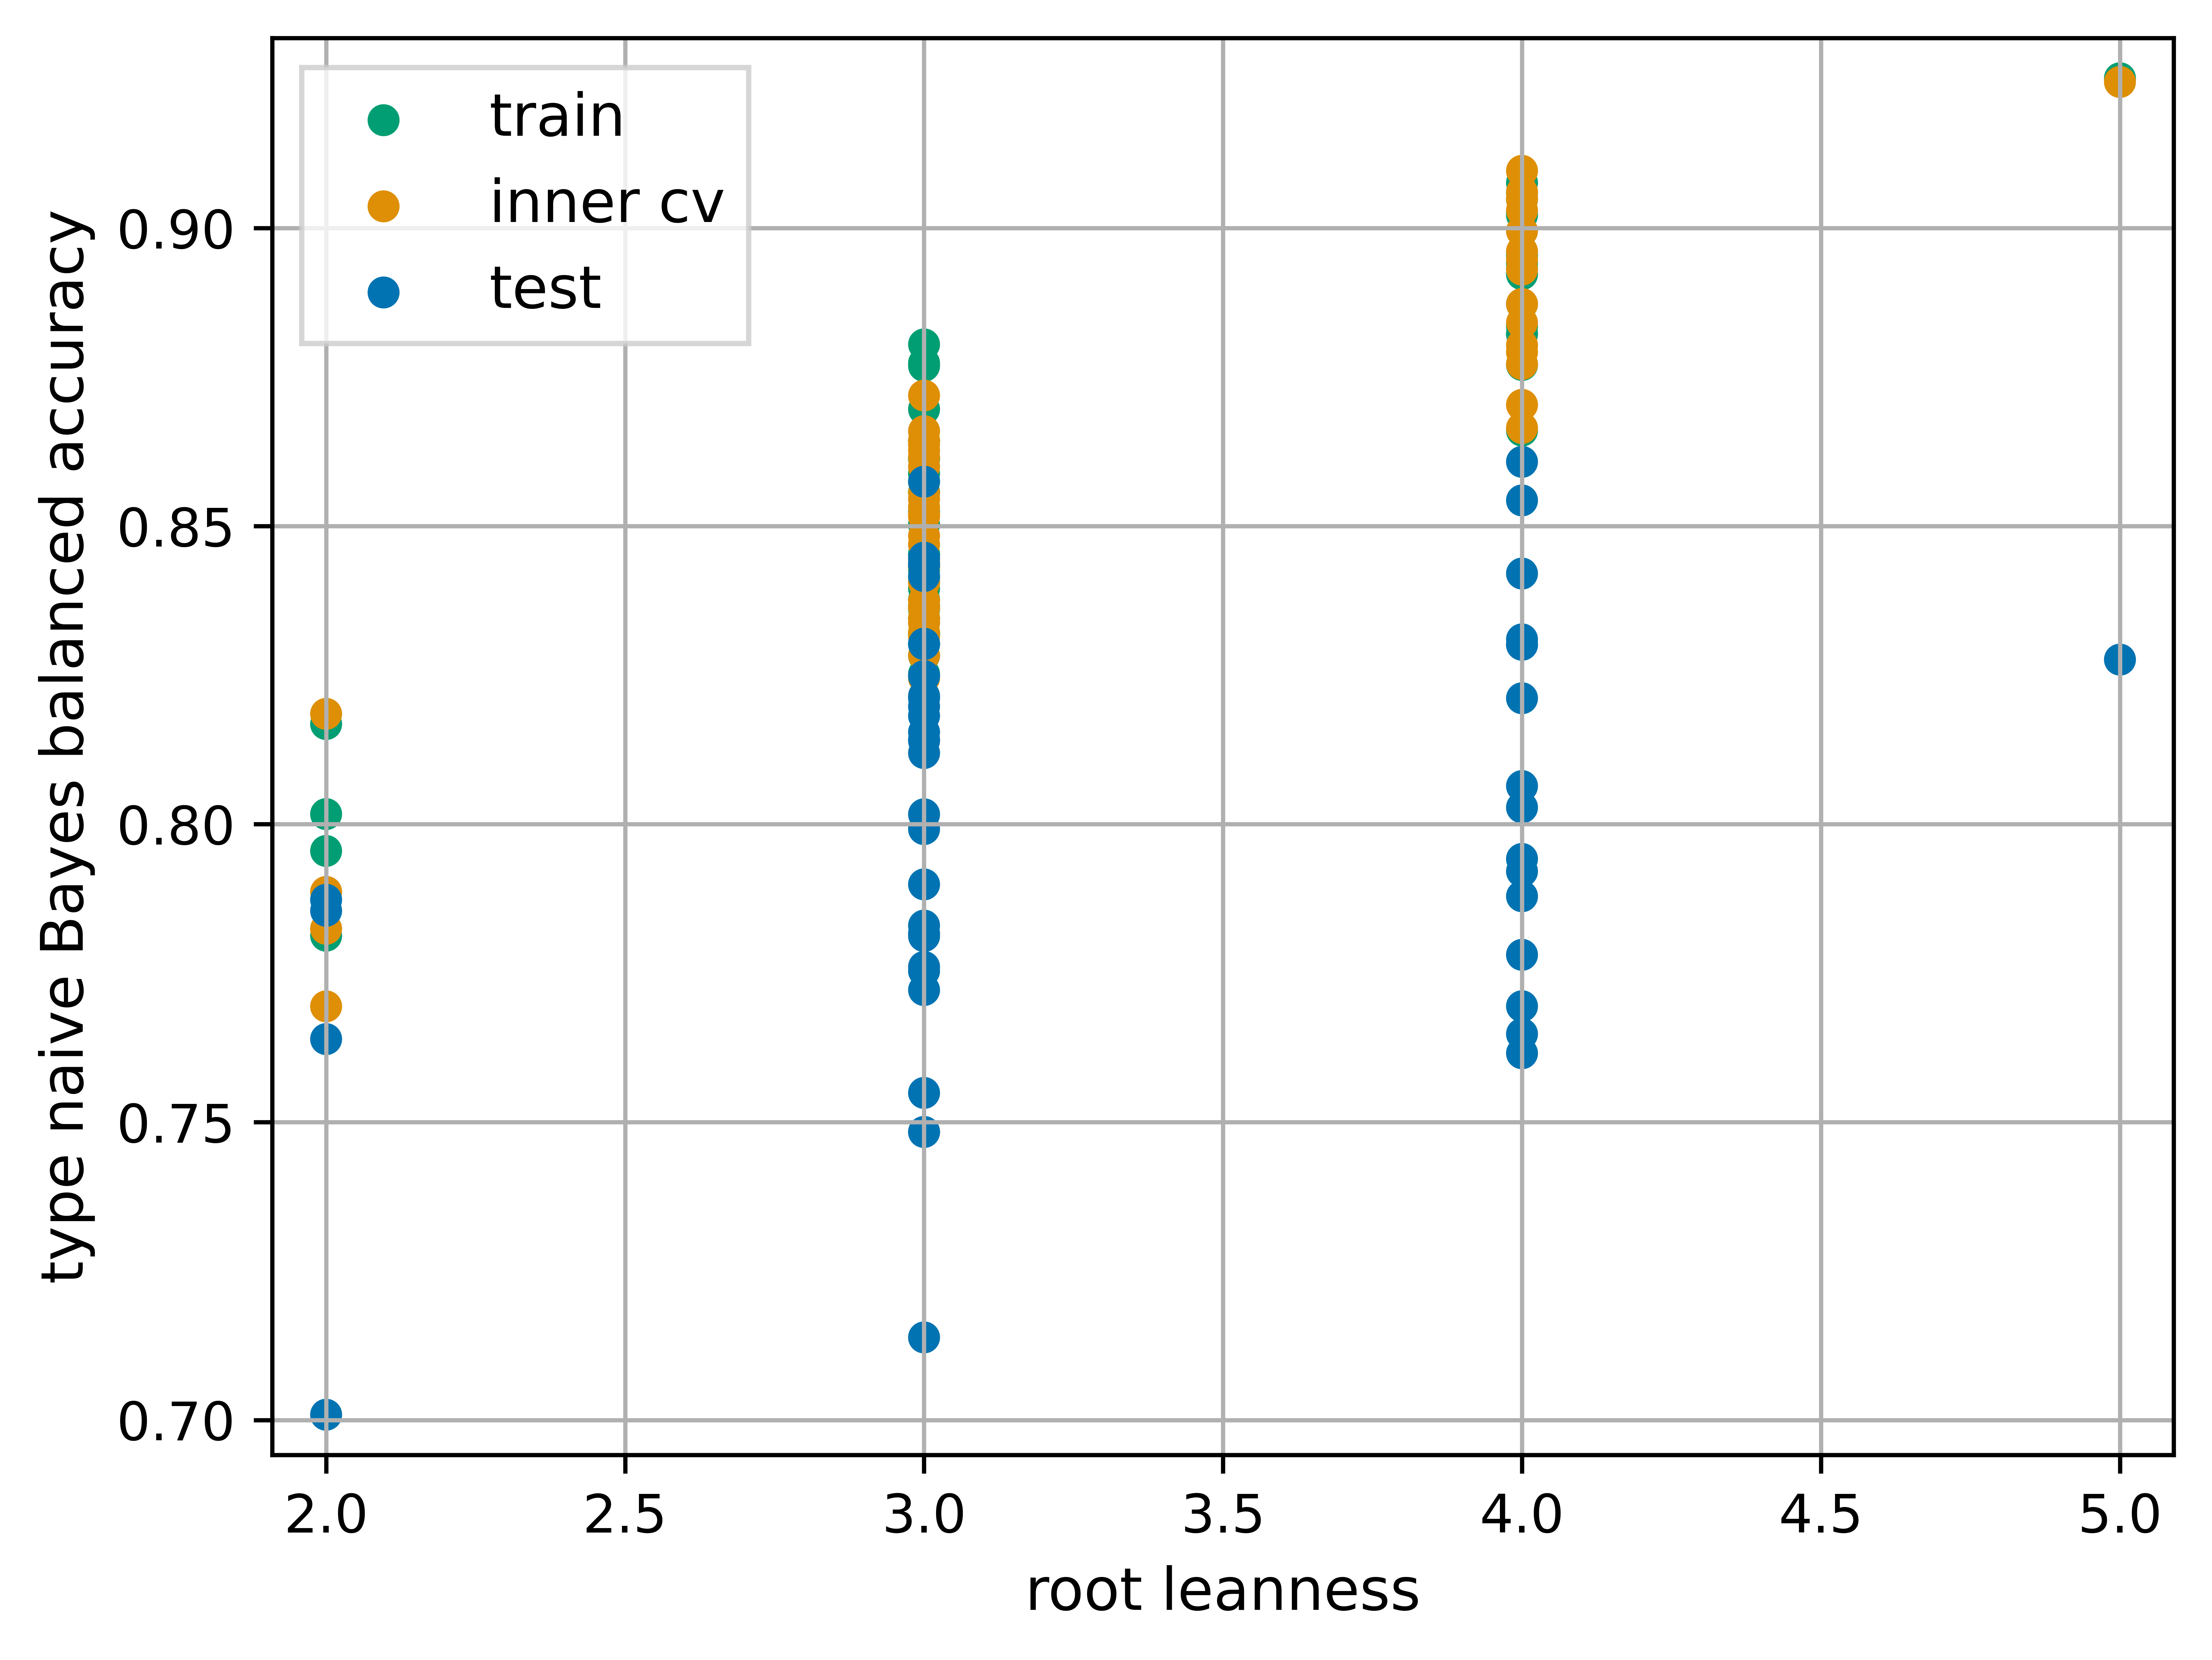 train
inner cv
test
type naive Bayes balanced accuracy
0.90
0.85
0.80
0.75
0.70
2.0 2.5 3.0 3.5 4.0 4.5 5.0
root leanness